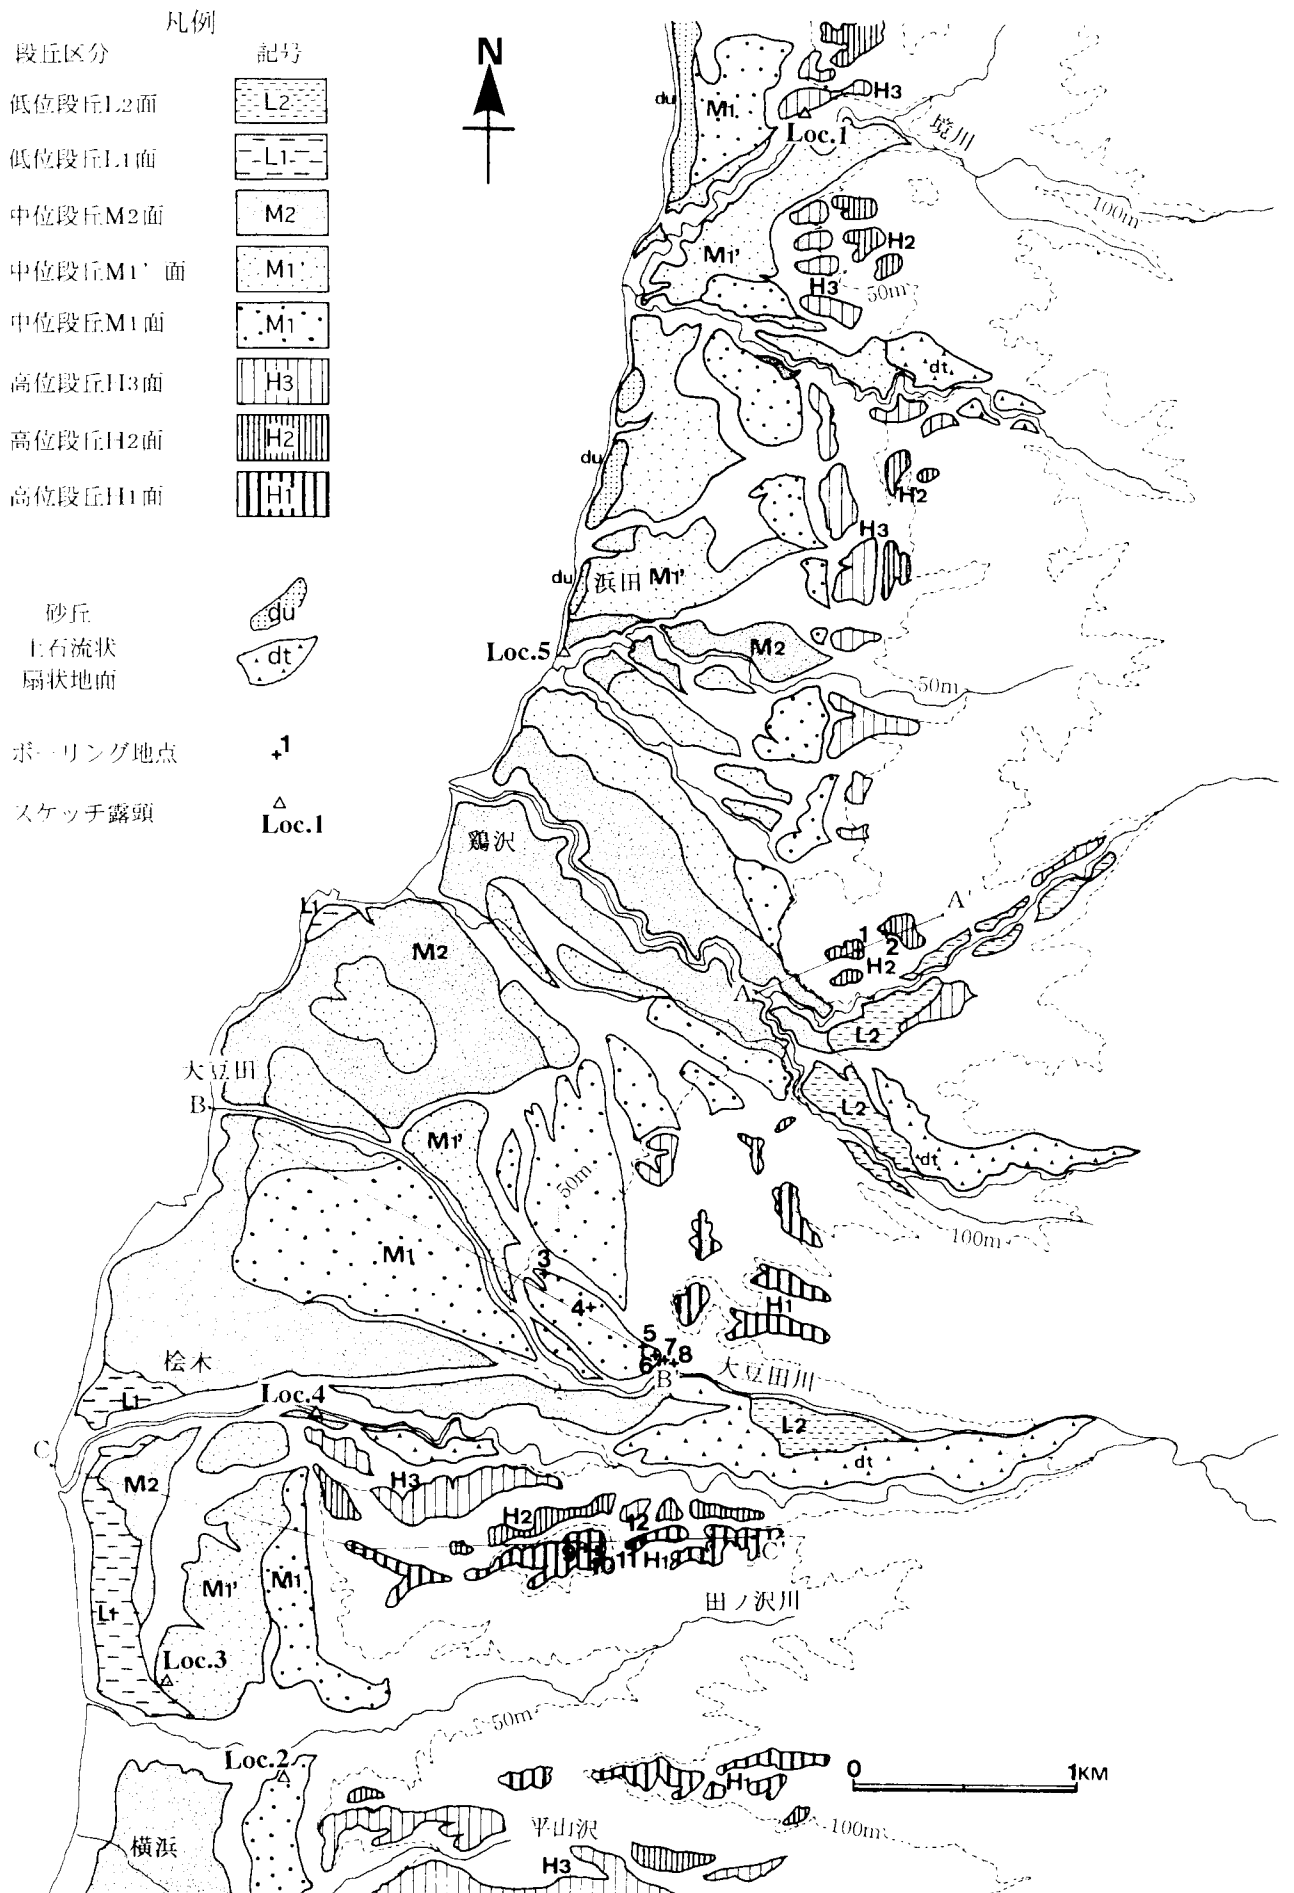 凡例
段丘区分 記号
低位段丘L2面 L2
低位段丘L1面 L1
中位段丘M2面 M2
中位段丘M1'面 M1'
中位段丘M1面 M1
高位段丘H3面 H3
高位段丘H2面 H2
高位段丘H1面 H1
砂丘 du
土石流状
扇状地面 dt
ボーリング地点 +1
スケッチ露頭 Loc.1
N
du
M1
H3
Loc.1
境川
100m
M1'
H2
H3
50m
dt
du
H2
H3
du
浜田
M1'
Loc.5
M2
50m
鶏沢
L1
M2
A'
1
2
H2
A
L2
大豆田
B
L2
M1'
dt
50m
100m
M1
3
4
H1
5
7
8
6
B'
桧木
大豆田川
L1
Loc.4
L2
dt
C
M2
H3
H2
12
9
10
11
H1
C'
M1'
M1
L1
田ノ沢川
Loc.3
50m
Loc.2
H1
0
1KM
100m
平山沢
横浜
H3